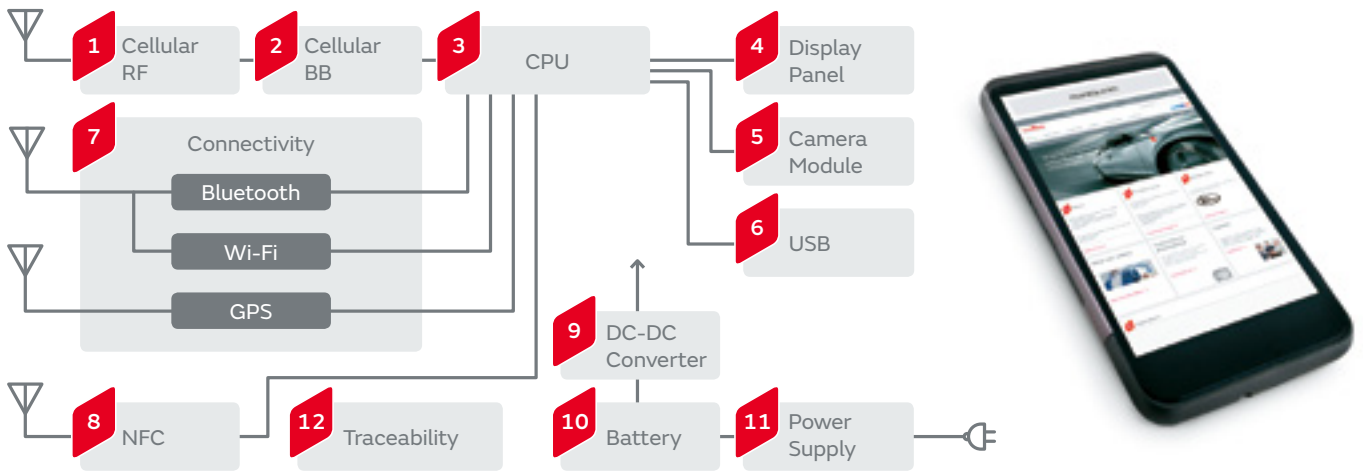 1
Cellular
RF
2
Cellular
BB
3
CPU
4
Display
Panel
7
Connectivity
Bluetooth
Wi-Fi
GPS
5
Camera
Module
6
USB
9
DC-DC
Converter
8
NFC
12
Traceability
10
Battery
11
Power
Supply